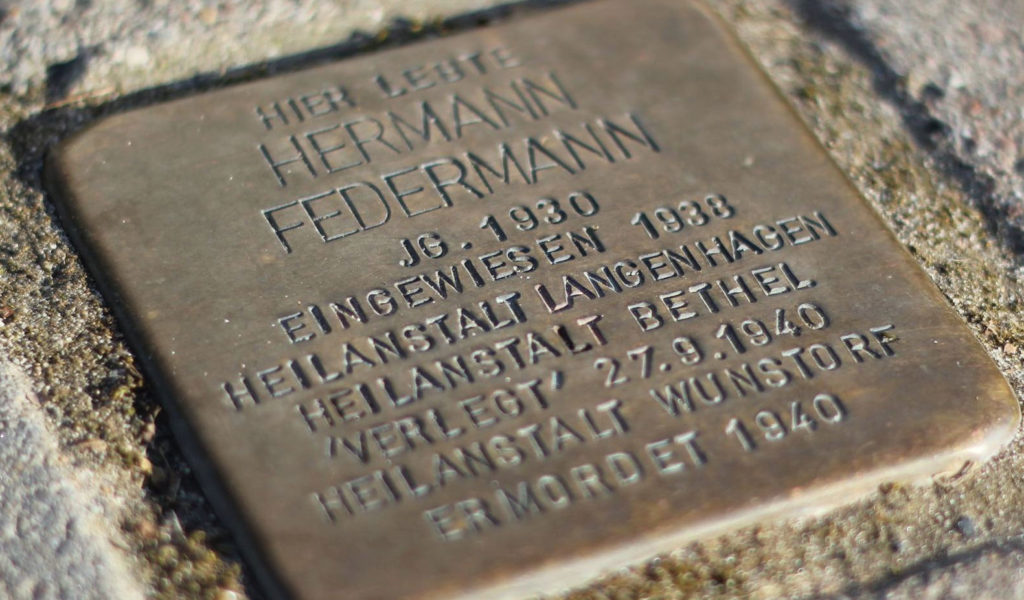 HIER LEBTE
HERMANN
FEDERMANN
JG. 1930
EINGEWIESEN 1938
HEILANSTALT LANGENHAGEN
HEILANSTALT BETHEL
'VERLEGT' 27.9.1940
HEILANSTALT WUNSTORF
ERMORDET 1940